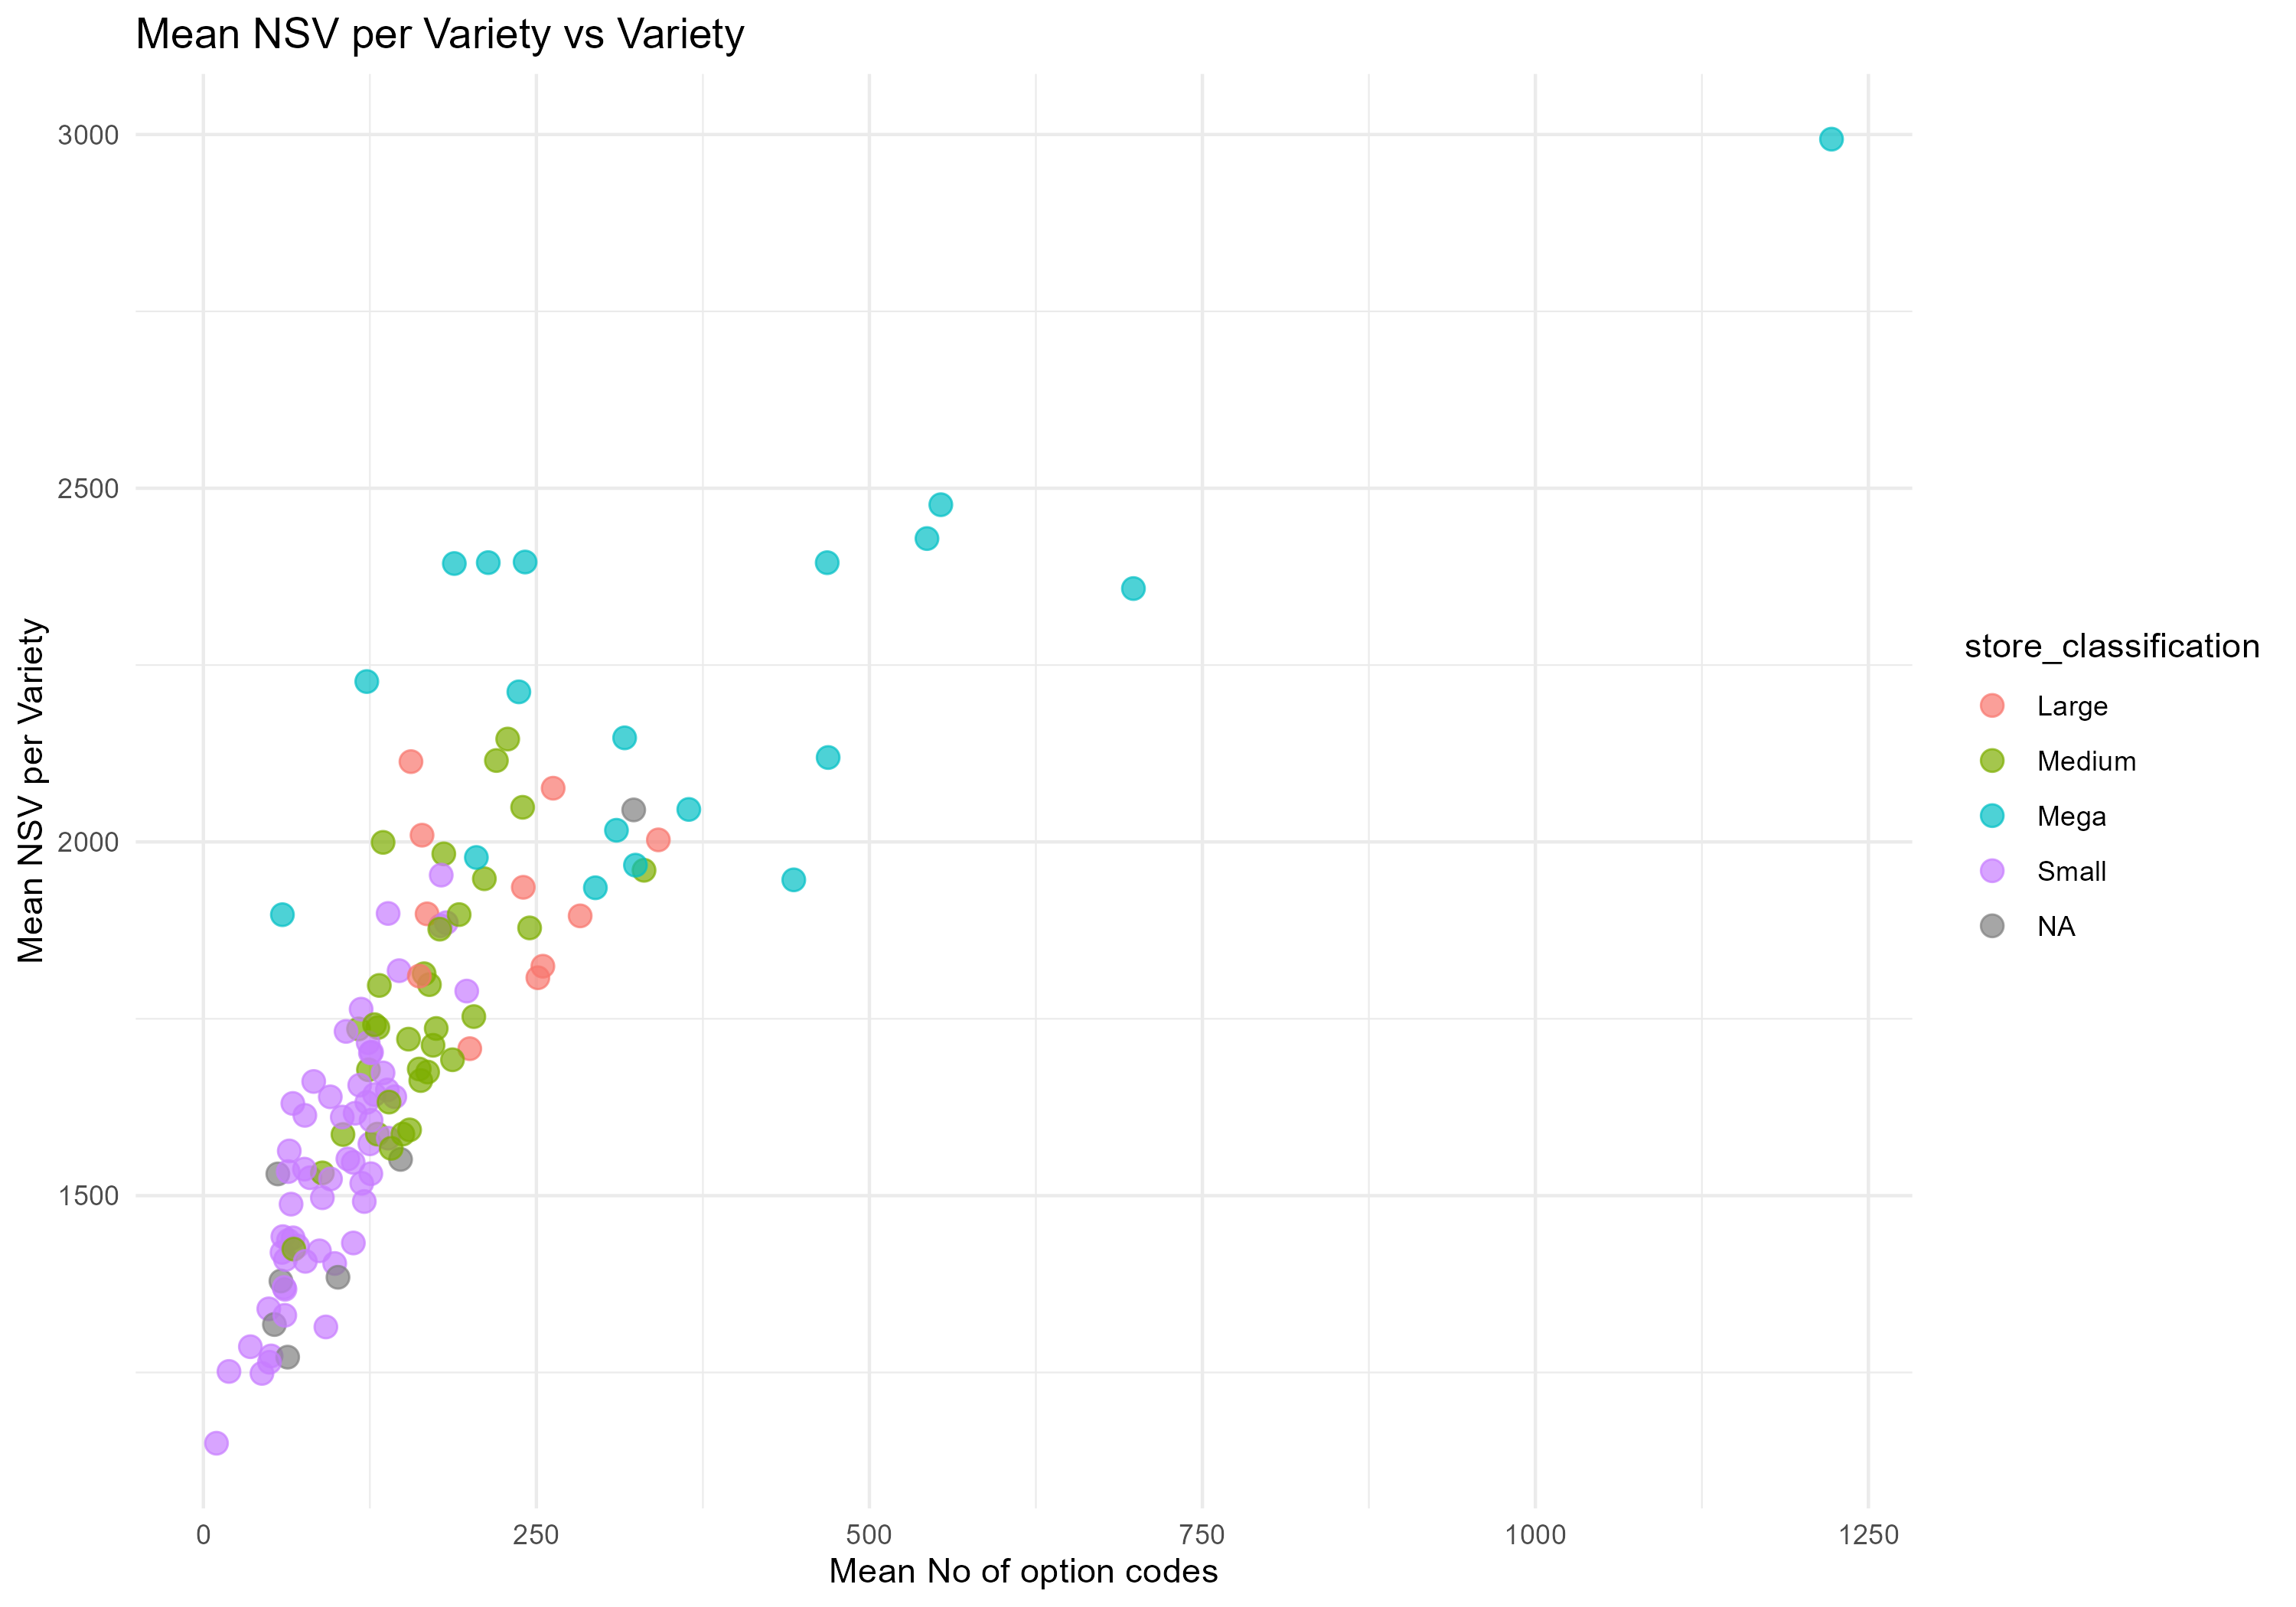 Mean NSV per Variety vs Variety
Mean NSV per Variety
3000
2500
2000
1500
0
250
500
750
1000
1250
Mean No of option codes
store_classification
Large
Medium
Mega
Small
NA